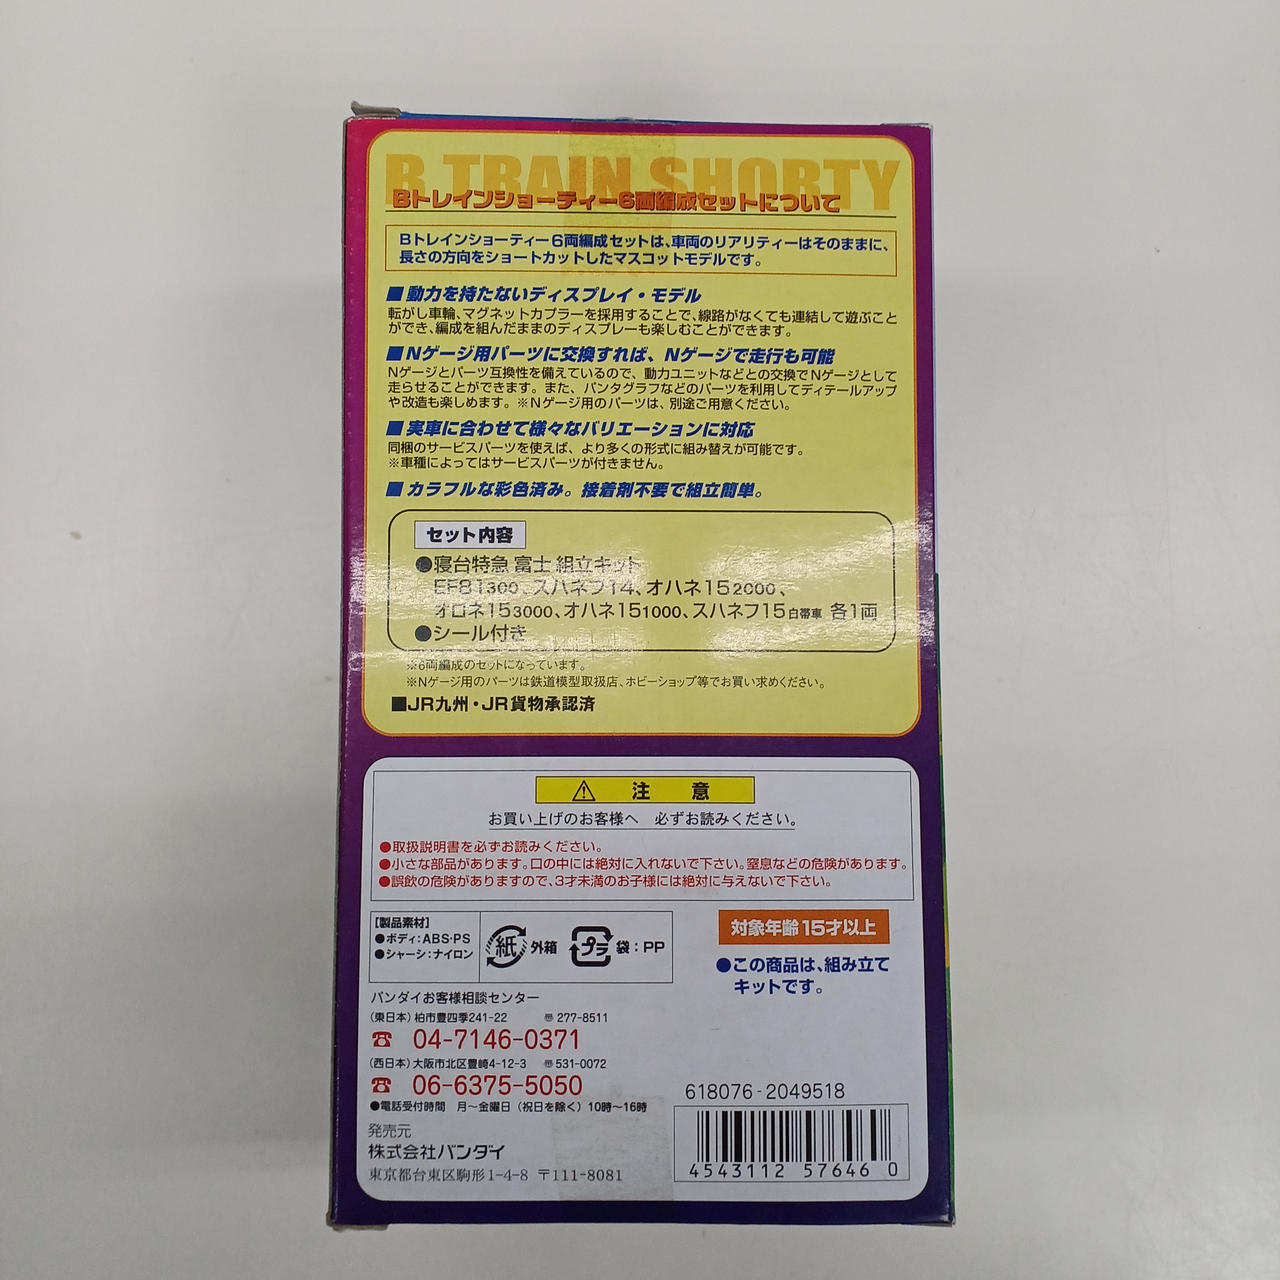 B TRAIN SHORTY
Bトレインショーティー6両編成セットについて
Bトレインショーティー6両編成セットは、車両のリアリティーはそのままに、
長さの方向をショートカットしたマスコットモデルです。
■動力を持たないディスプレイ・モデル
転がし車輪、マグネットカプラーを採用することで、線路がなくても連結して遊ぶこと
ができ、編成を組んだままのディスプレーも楽しむことができます。
■Nゲージ用パーツに交換すれば、Nゲージで走行も可能
Nゲージとパーツ互換性を備えているので、動力ユニットなどとの交換でNゲージとして
走らせることができます。また、パンタグラフなどのパーツを利用してディテールアップ
や改造も楽しめます。※Nゲージ用のパーツは、別途ご用意ください。
■実車に合わせて様々なバリエーションに対応
同梱のサービスパーツを使えば、より多くの形式に組み替えが可能です。
※車種によってはサービスパーツが付きません。
■カラフルな彩色済み。接着剤不要で組立簡単。
セット内容
●寝台特急 富士 組立キット
EF81300、スハネフ14、オハネ152000、
オロネ153000、オハネ151000、スハネフ15白帯車 各1両
●シール付き
※6両編成のセットになっています。
※Nゲージ用のパーツは鉄道模型取扱店、ホビーショップ等でお買い求めください。
■JR九州・JR貨物承認済
⚠ 注意
お買い上げのお客様へ 必ずお読みください。
●取扱説明書を必ずお読みください。
●小さな部品があります。口の中には絶対に入れないで下さい。窒息などの危険があります。
●誤飲の危険がありますので、3才未満のお子様には絶対に与えないで下さい。
【製品素材】
●ボディ:ABS・PS
●シャーシ:ナイロン
紙 外箱 プラ 袋:PP
対象年齢15才以上
●この商品は、組み立て
キットです。
バンダイお客様相談センター
(東日本) 柏市豊四季241-22 〠277-8511
☎ 04-7146-0371
(西日本) 大阪市北区豊崎4-12-3 〠531-0072
☎ 06-6375-5050
●電話受付時間 月〜金曜日(祝日を除く)10時〜16時
発売元
株式会社バンダイ
東京都台東区駒形1-4-8 〒111-8081
618076-2049518
4543112 57646 0